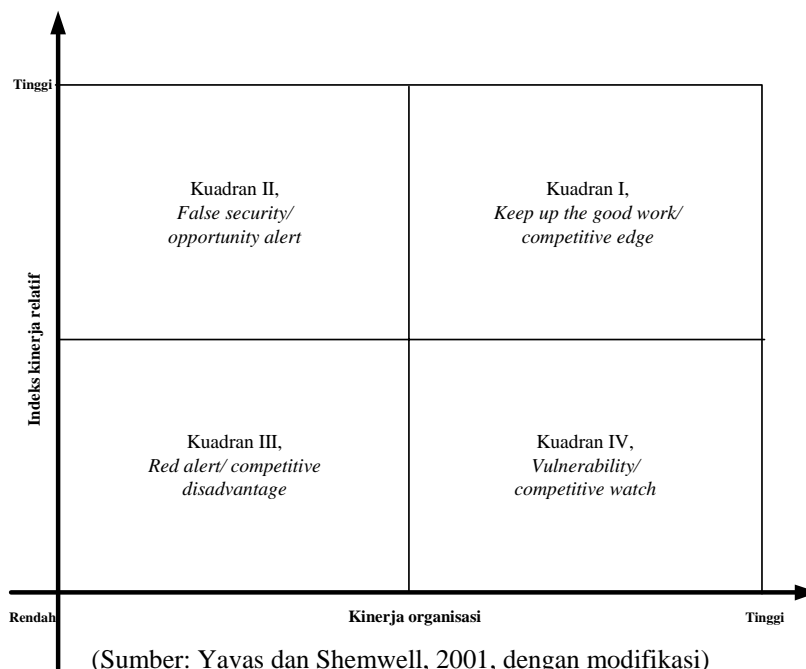 Tinggi
Kuadran II,
False security/
opportunity alert
Kuadran I,
Keep up the good work/
competitive edge
Indeks kinerja relatif
Kuadran III,
Red alert/ competitive
disadvantage
Kuadran IV,
Vulnerability/
competitive watch
Rendah
Kinerja organisasi
Tinggi
(Sumber: Yavas dan Shemwell, 2001, dengan modifikasi)